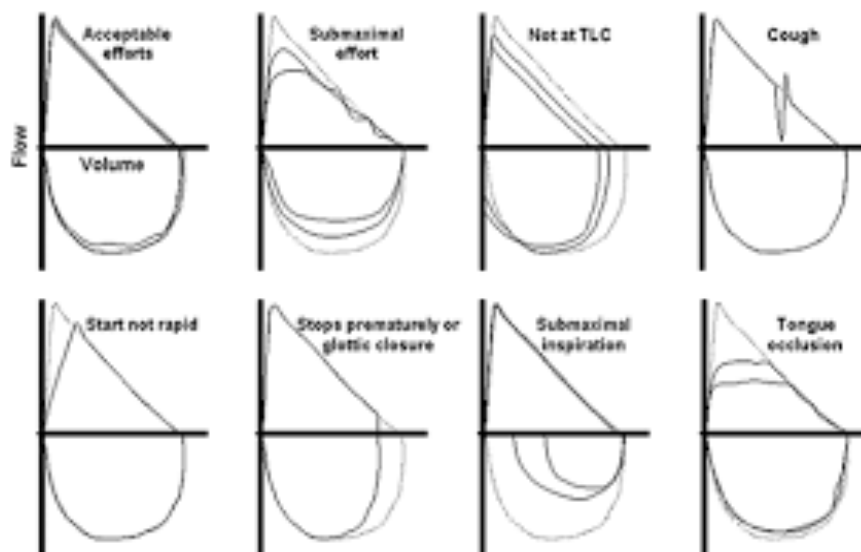 Acceptable
efforts
Submaximal
effort
Not at TLC
Cough
Flow
Volume
Start not rapid
Stops prematurely or
glottic closure
Submaximal
inspiration
Tongue
occlusion